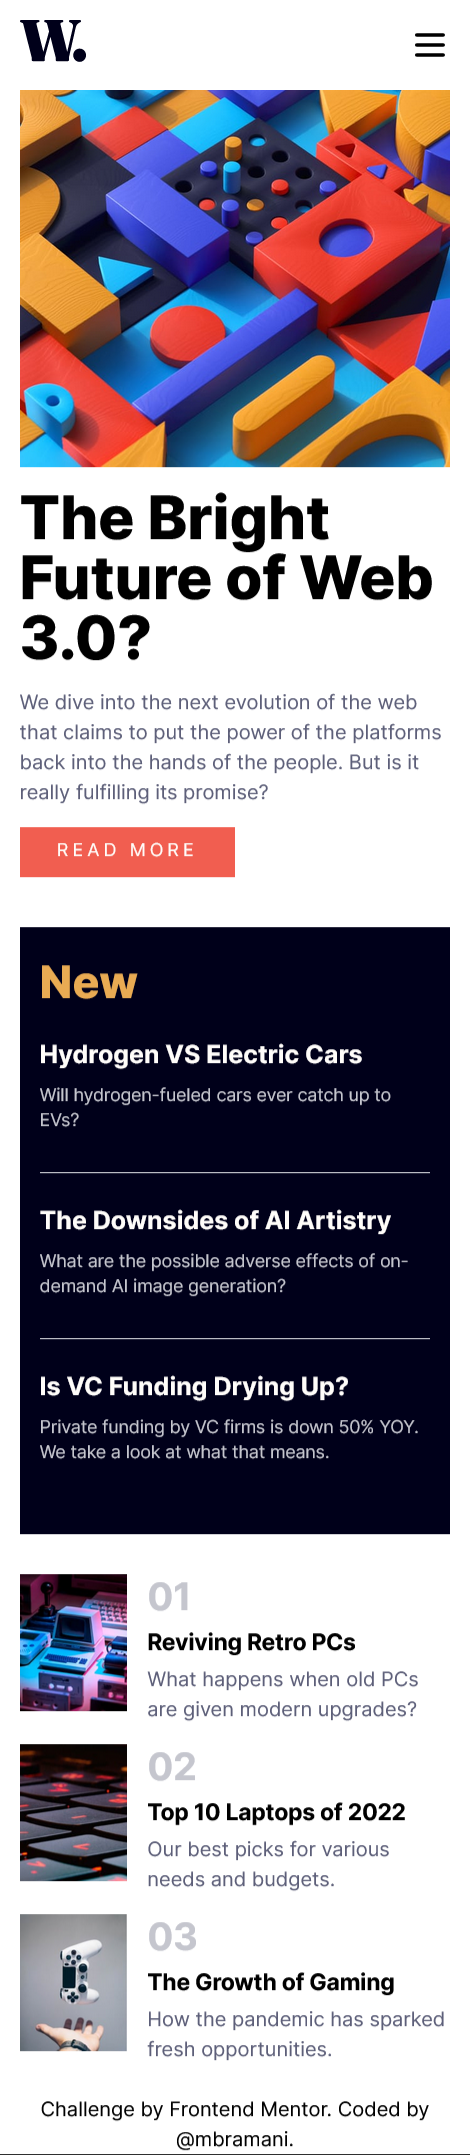 W.
The Bright
Future of Web
3.0?
We dive into the next evolution of the web
that claims to put the power of the platforms
back into the hands of the people. But is it
really fulfilling its promise?
READ MORE
New
Hydrogen VS Electric Cars
Will hydrogen-fueled cars ever catch up to
EVs?
The Downsides of AI Artistry
What are the possible adverse effects of on-
demand AI image generation?
Is VC Funding Drying Up?
Private funding by VC firms is down 50% YOY.
We take a look at what that means.
01
Reviving Retro PCs
What happens when old PCs
are given modern upgrades?
02
Top 10 Laptops of 2022
Our best picks for various
needs and budgets.
03
The Growth of Gaming
How the pandemic has sparked
fresh opportunities.
Challenge by Frontend Mentor. Coded by
@mbramani.